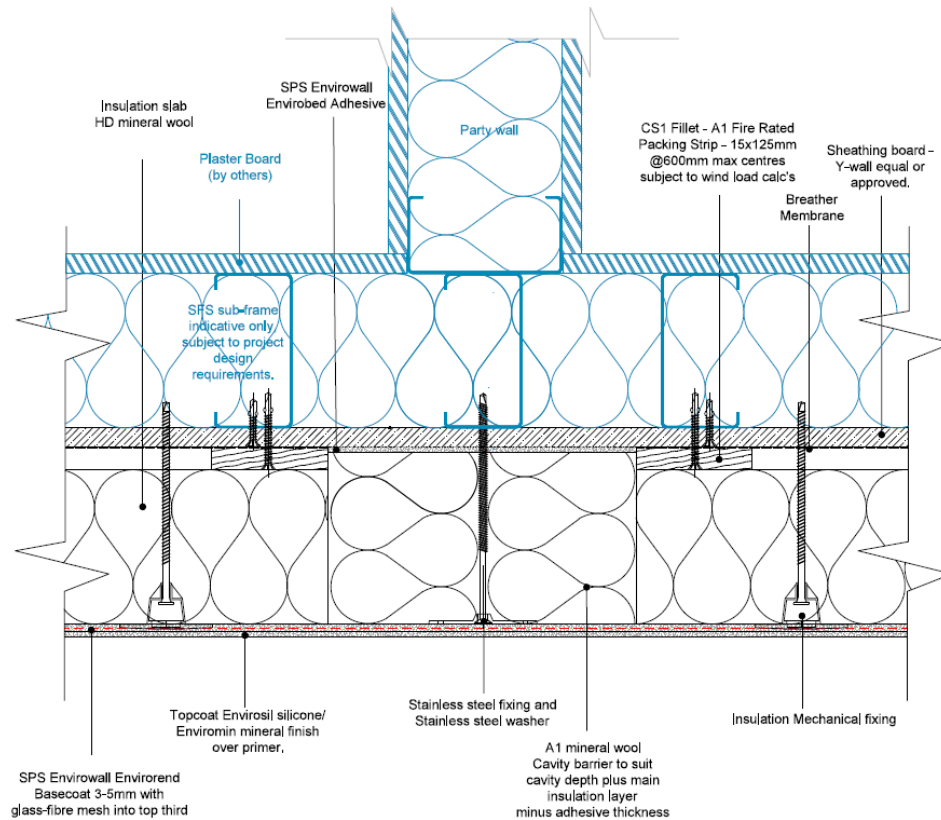 SPS Envirowall
Envirobed Adhesive
Insulation slab
HD mineral wool
Plaster Board
(by others)
Party wall
CS1 Fillet - A1 Fire Rated
Packing Strip - 15x125mm
@600mm max centres
subject to wind load calc's
Sheathing board -
Y-wall equal or
approved.
Breather
Membrane
SFS sub-frame
indicative only,
subject to project
design
requirements.
Topcoat Envirosil silicone/
Enviromin mineral finish
over primer.
Stainless steel fixing and
Stainless steel washer
Insulation Mechanical fixing
SPS Envirowall Envirorend
Basecoat 3-5mm with
glass-fibre mesh into top third
A1 mineral wool
Cavity barrier to suit
cavity depth plus main
insulation layer
minus adhesive thickness